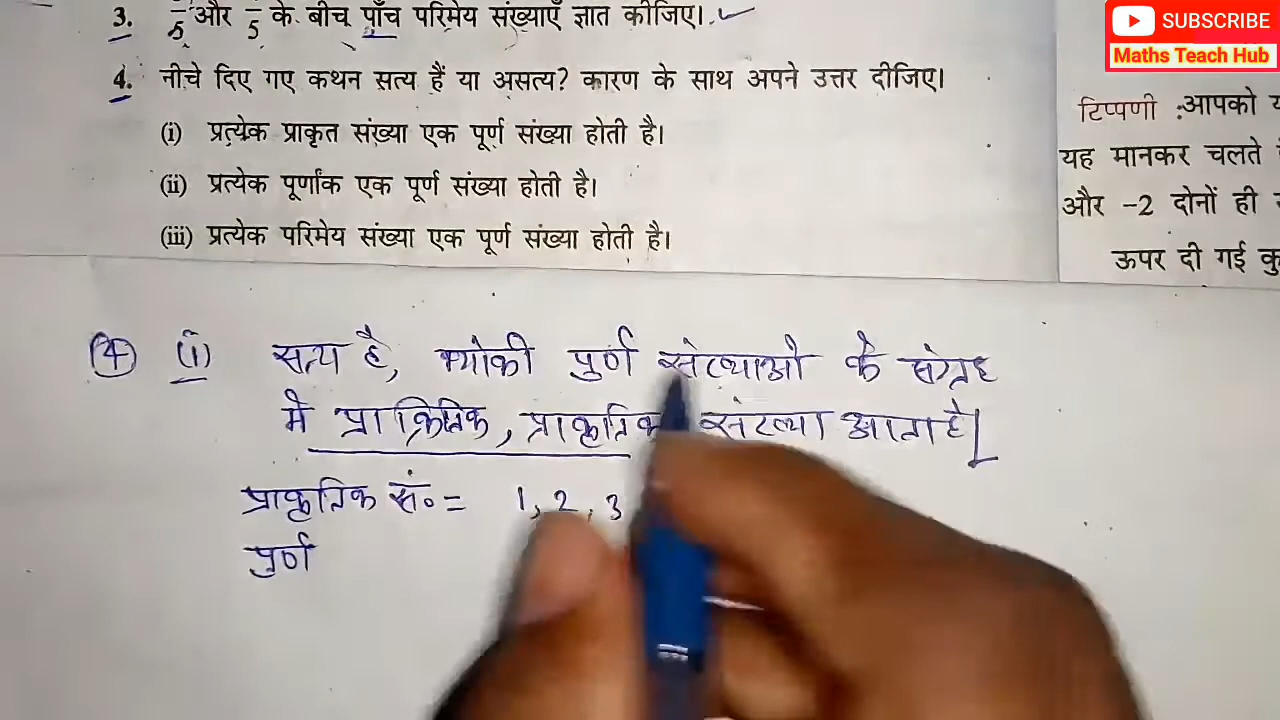 3. 5 और 5 के बीच पाँच परिमेय संख्याएँ ज्ञात कीजिए।
4. नीचे दिए गए कथन सत्य हैं या असत्य? कारण के साथ अपने उत्तर दीजिए।
(i) प्रत्येक प्राकृत संख्या एक पूर्ण संख्या होती है।
(ii) प्रत्येक पूर्णांक एक पूर्ण संख्या होती है।
(iii) प्रत्येक परिमेय संख्या एक पूर्ण संख्या होती है।
SUBSCRIBE
Maths Teach Hub
टिप्पणी : आपको
यह मानकर चलते
और -2 दोनों ही
ऊपर दी गई
4 (i) सत्य है, क्योकी पुर्ण संख्याओ के संग्रह
मे प्राक्रितिक, प्राकृतिक संख्या आता है।
प्राकृतिक सं० = 1, 2, 3
पुर्ण